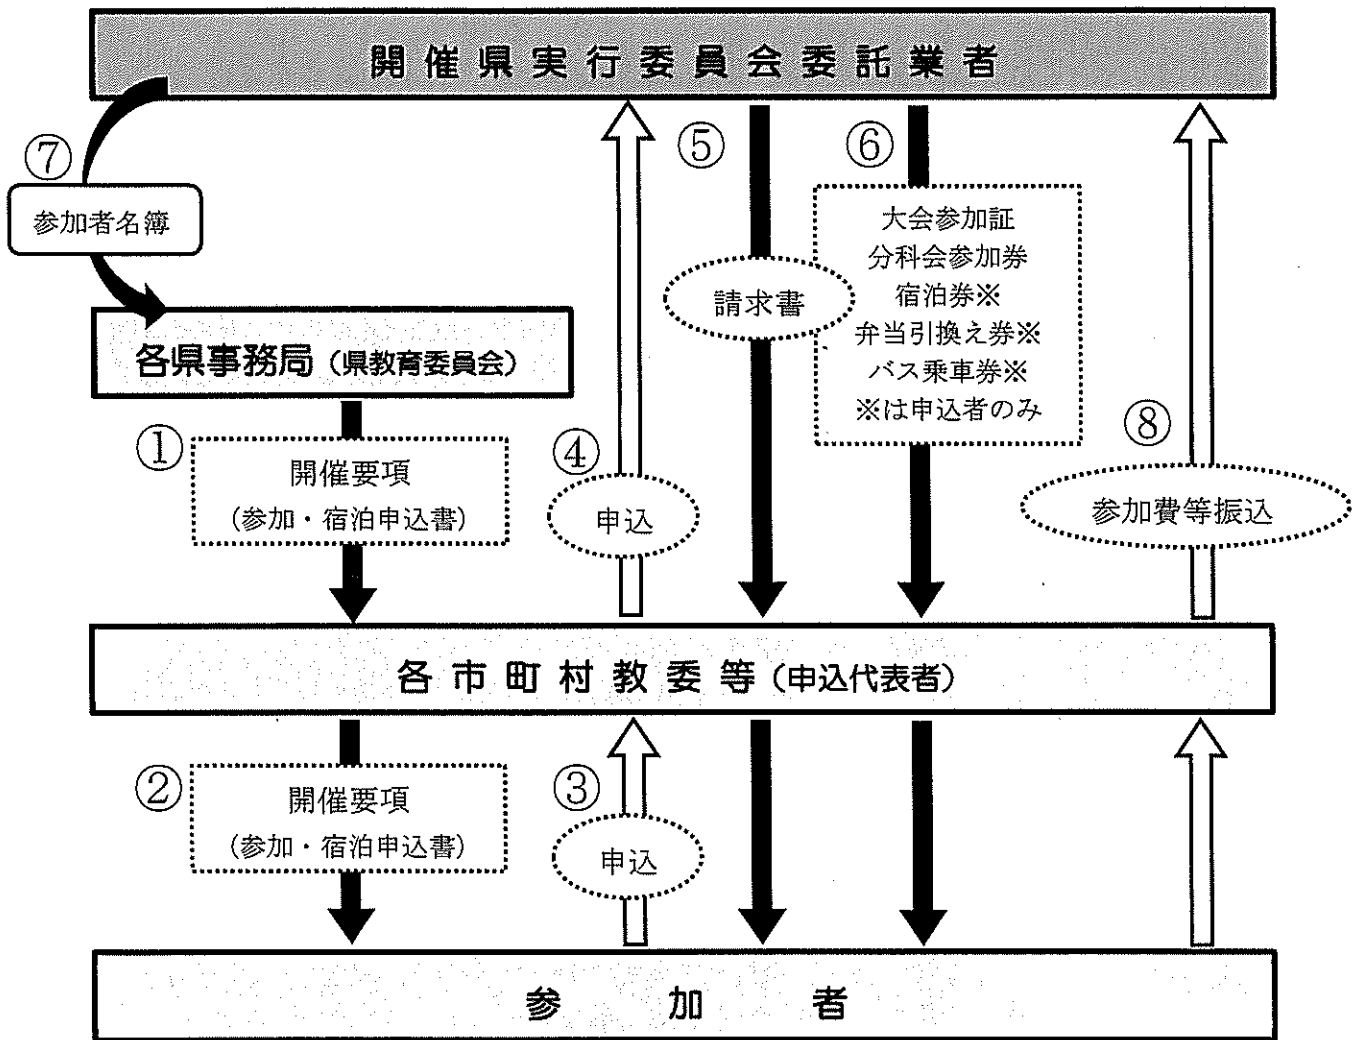 開催県実行委員会委託業者
⑦
参加者名簿
⑤
請求書
⑥
大会参加証
分科会参加券
宿泊券※
弁当引換え券※
バス乗車券※
※は申込者のみ
各県事務局（県教育委員会）
①
開催要項
（参加・宿泊申込書）
④
申込
⑧
参加費等振込
各市町村教委等（申込代表者）
②
開催要項
（参加・宿泊申込書）
③
申込
参加者